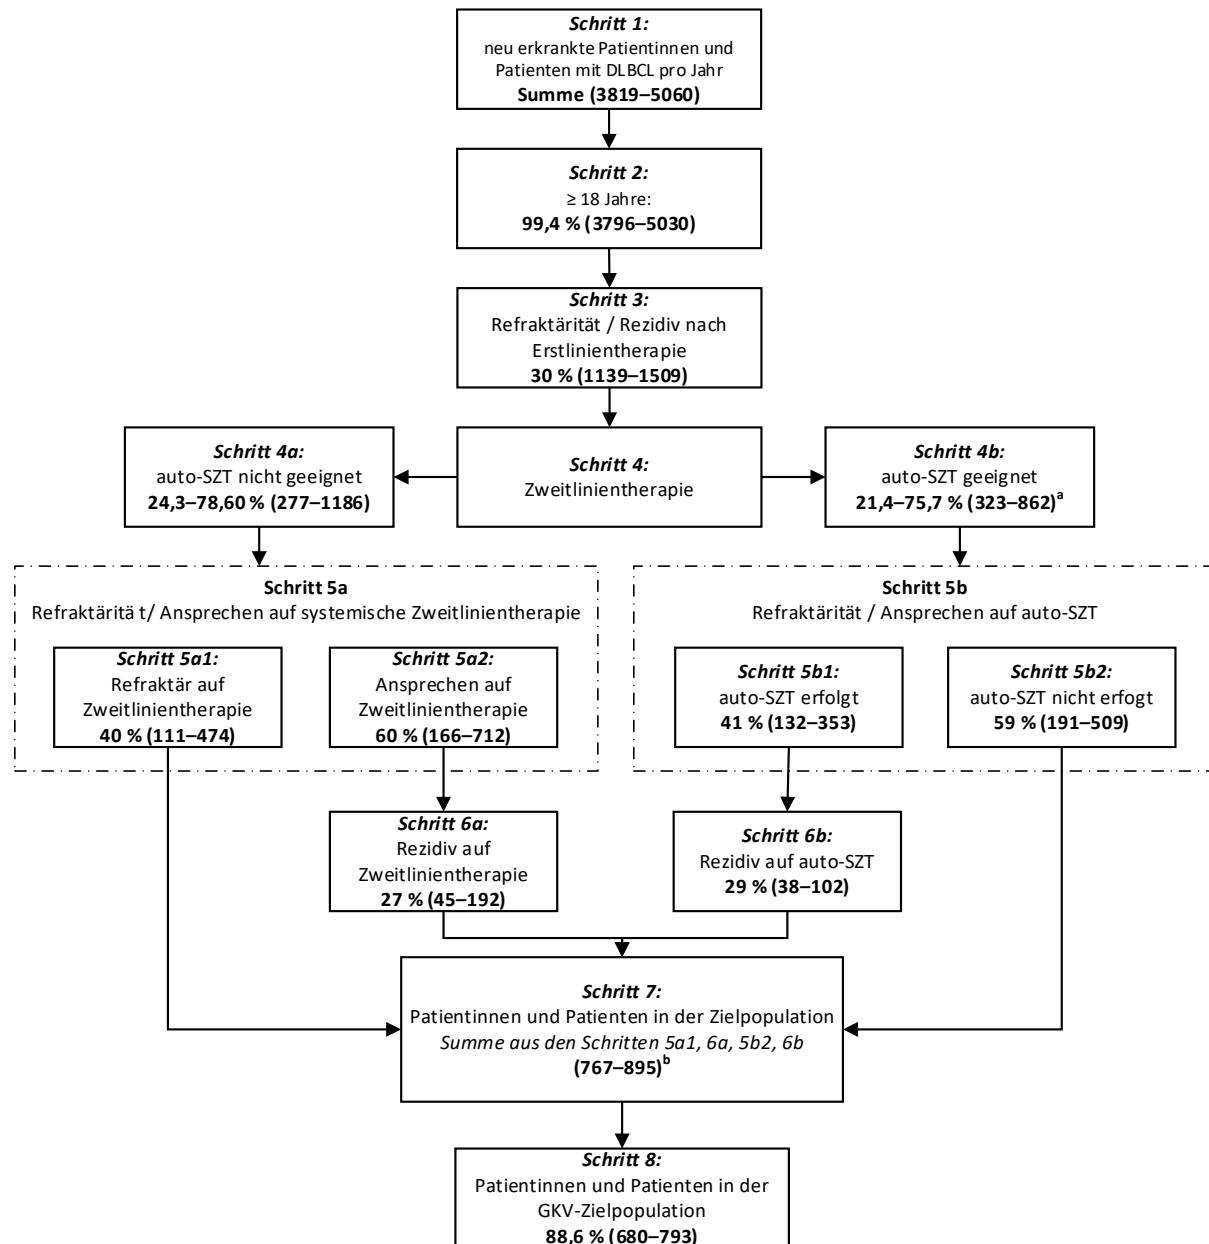 Schritt 1:
neu erkrankte Patientinnen und
Patienten mit DLBCL pro Jahr
Summe (3819–5060)
Schritt 2:
≥ 18 Jahre:
99,4 % (3796–5030)
Schritt 3:
Refraktärität / Rezidiv nach
Erstlinientherapie
30 % (1139–1509)
Schritt 4a:
auto-SZT nicht geeignet
24,3–78,60 % (277–1186)
Schritt 4:
Zweitlinientherapie
Schritt 4b:
auto-SZT geeignet
21,4–75,7 % (323–862)a
Schritt 5a
Refraktäritä t/ Ansprechen auf systemische Zweitlinientherapie
Schritt 5a1:
Refraktär auf
Zweitlinientherapie
40 % (111–474)
Schritt 5a2:
Ansprechen auf
Zweitlinientherapie
60 % (166–712)
Schritt 5b
Refraktärität / Ansprechen auf auto-SZT
Schritt 5b1:
auto-SZT erfolgt
41 % (132–353)
Schritt 5b2:
auto-SZT nicht erfogt
59 % (191–509)
Schritt 6a:
Rezidiv auf
Zweitlinientherapie
27 % (45–192)
Schritt 6b:
Rezidiv auf auto-SZT
29 % (38–102)
Schritt 7:
Patientinnen und Patienten in der Zielpopulation
Summe aus den Schritten 5a1, 6a, 5b2, 6b
(767–895)b
Schritt 8:
Patientinnen und Patienten in der
GKV-Zielpopulation
88,6 % (680–793)